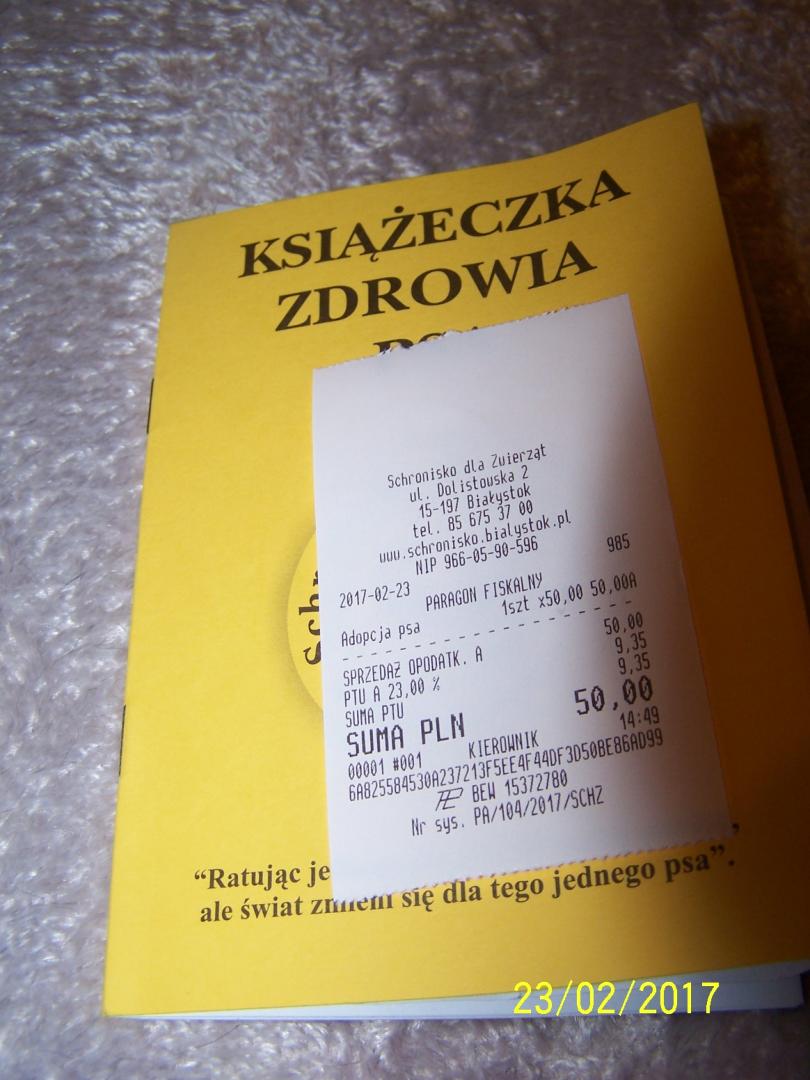 KSIĄŻECZKA
ZDROWIA
Schr
Schronisko dla Zwierząt
ul. Dolistowska 2
15-197 Białystok
tel. 85 675 37 00
www.schronisko.bialystok.pl
NIP 966-05-90-596
2017-02-23 985
PARAGON FISKALNY
Adopcja psa 1szt x50,00 50,00A
SPRZEDAŻ OPODATK. A 50,00
PTU A 23,00 % 9,35
SUMA PTU 9,35
SUMA PLN 50,00
00001 #001 KIEROWNIK 14:49
6A825584530A237213F5EE4F44DF3D50BE86AD99
BEW 15372780
Nr sys. PA/104/2017/SCHZ
“Ratując je
ale świat zmieni się dla tego jednego psa”.
23/02/2017